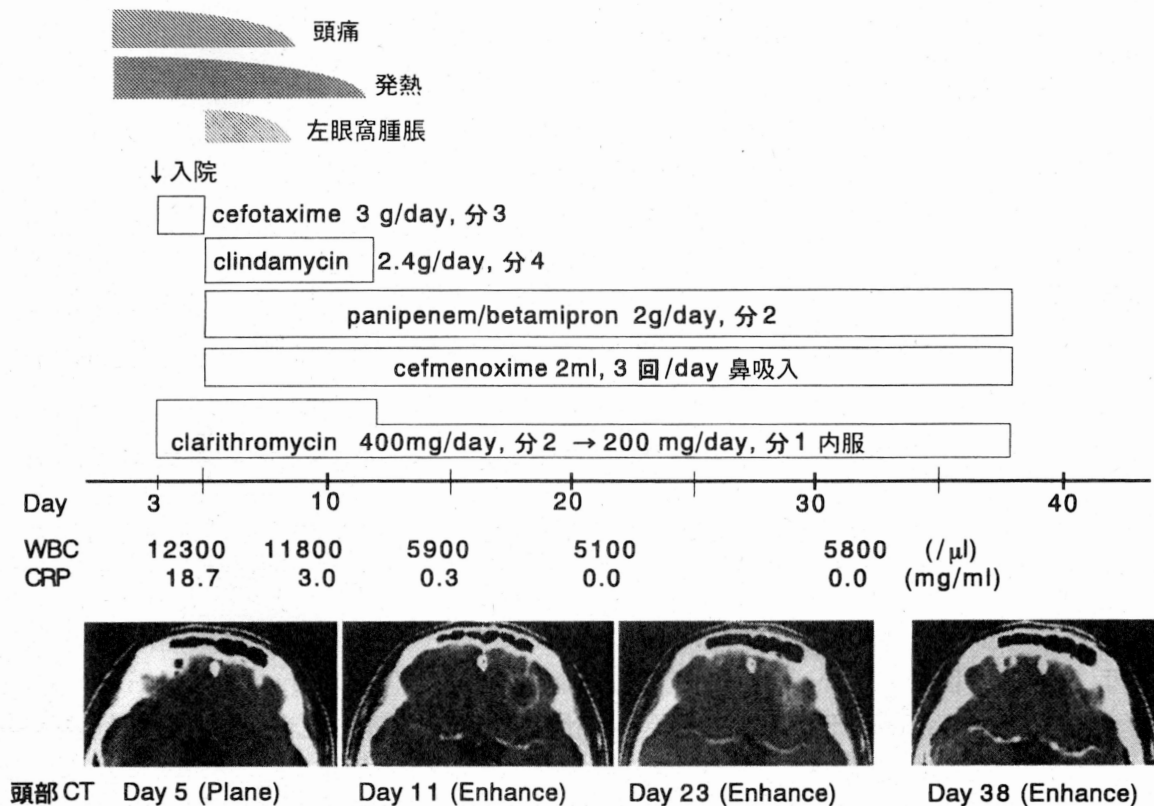 頭痛
発熱
左眼窩腫脹
↓入院
cefotaxime 3 g/day, 分3
clindamycin 2.4g/day, 分4
panipenem/betamipron 2g/day, 分2
cefmenoxime 2ml, 3 回/day 鼻吸入
clarithromycin 400mg/day, 分2 → 200 mg/day, 分1 内服
Day 3 10 20 30 40
WBC 12300 11800 5900 5100 5800 (/μl)
CRP 18.7 3.0 0.3 0.0 0.0 (mg/ml)
頭部CT Day 5 (Plane) Day 11 (Enhance) Day 23 (Enhance) Day 38 (Enhance)